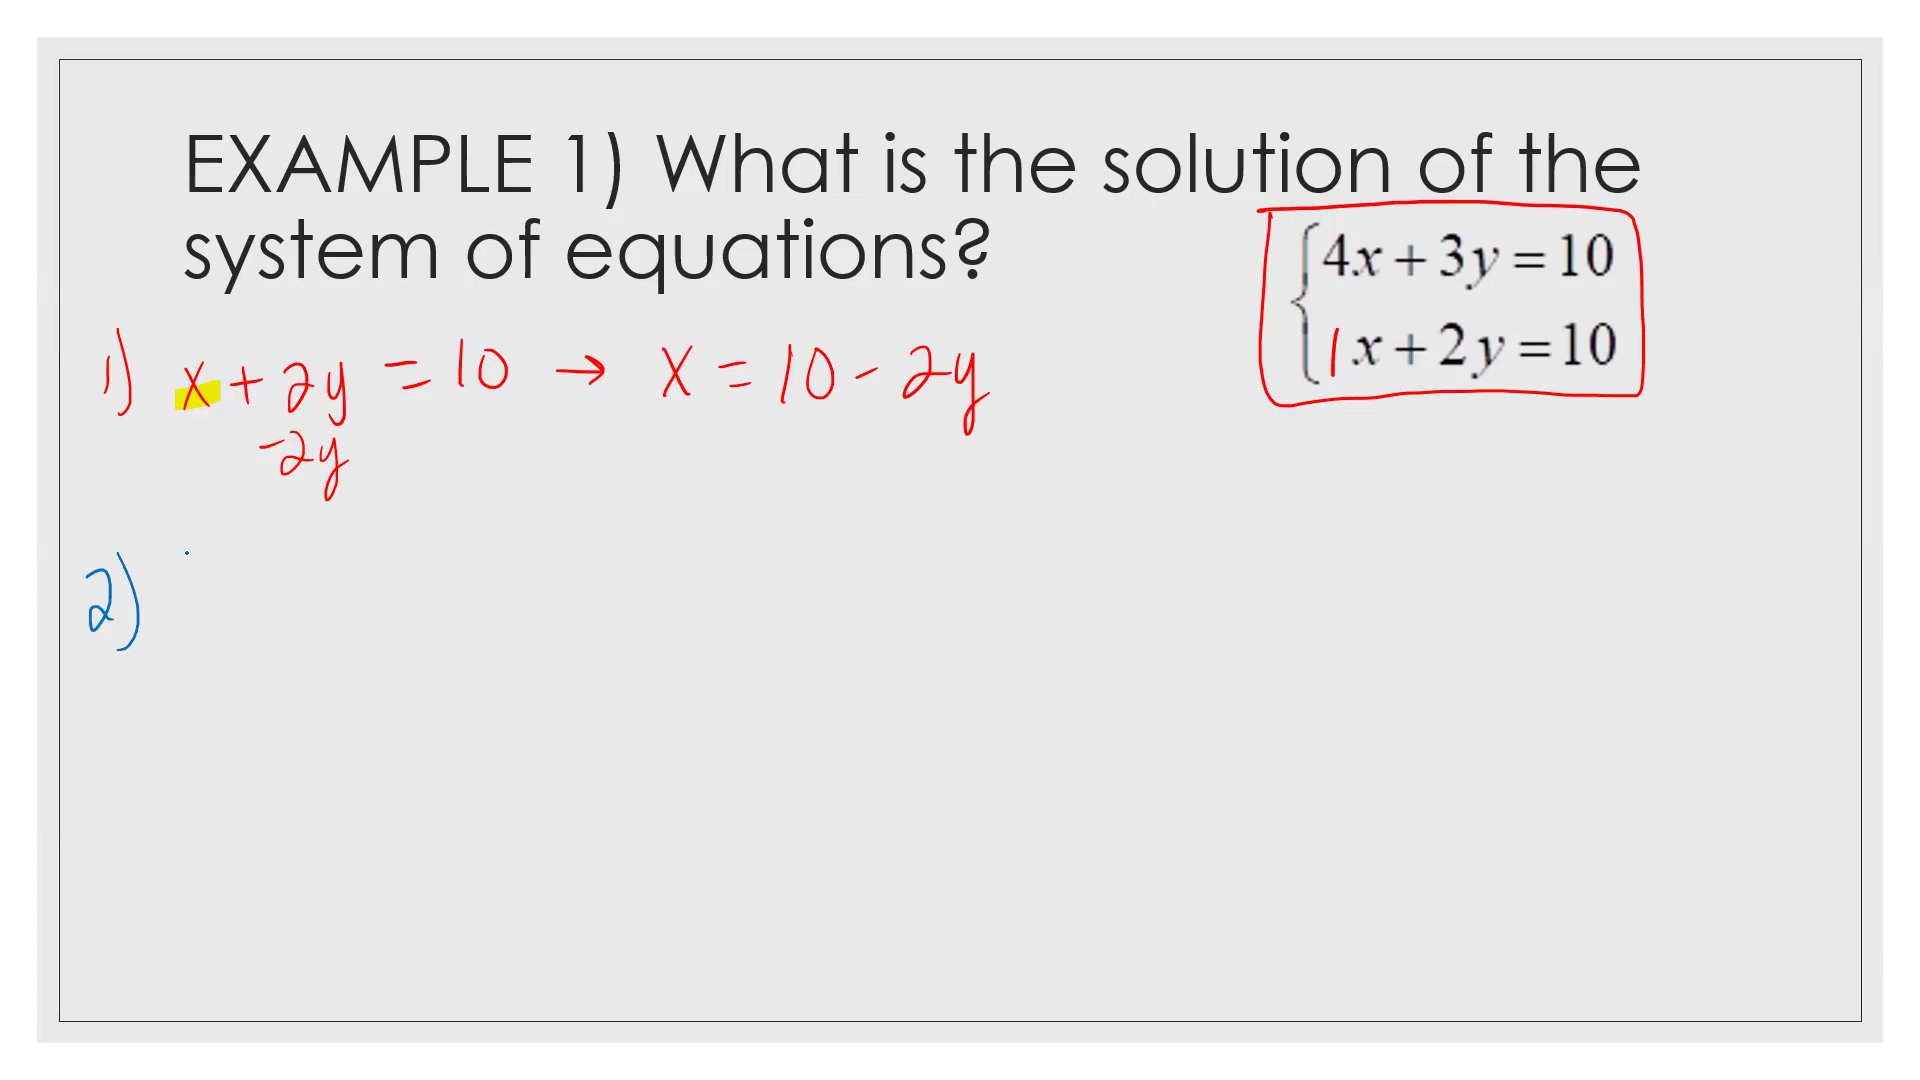 EXAMPLE 1) What is the solution of the
system of equations?
4x + 3y = 10
1x + 2y = 10
1) x + 2y = 10 → x = 10 - 2y
-2y
2)